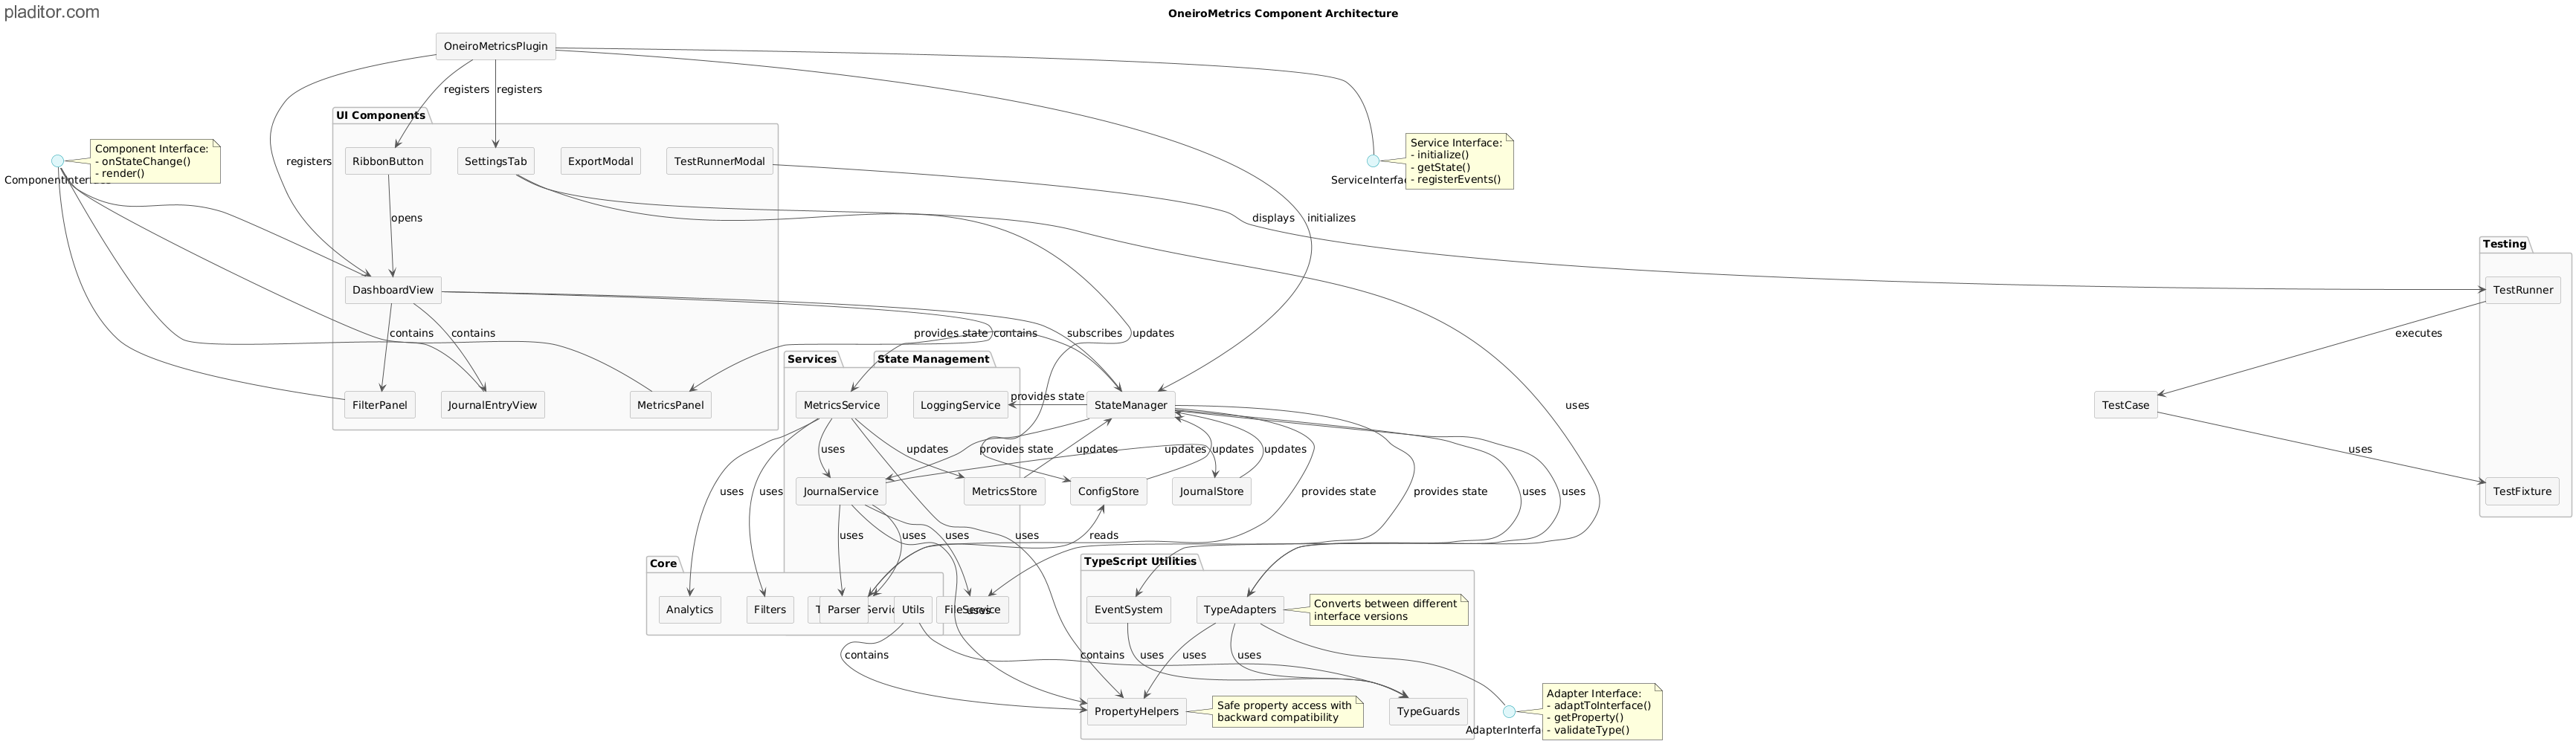 pladitor.com
OneiroMetrics Component Architecture
OneiroMetricsPlugin
registers
registers
UI Components
Component Interface:
- onStateChange()
- render()
Service Interface:
- initialize()
- getState()
- registerEvents()
RibbonButton
SettingsTab
ExportModal
TestRunnerModal
registers
opens
displays
initializes
Testing
DashboardView
TestRunner
contains
contains
provides state
contains
subscribes
updates
executes
Services
State Management
FilterPanel
JournalEntryView
MetricsPanel
MetricsService
LoggingService
provides state
StateManager
uses
TestCase
uses
updates
provides state
updates
updates
updates
updates
uses
uses
uses
JournalService
MetricsStore
ConfigStore
JournalStore
provides state
provides state
uses
uses
TestFixture
uses
uses
uses
uses
reads
Core
TypeScript Utilities
Analytics
Filters
Parser
Utils
FileService
uses
EventSystem
TypeAdapters
Converts between different
interface versions
contains
contains
uses
uses
uses
PropertyHelpers
Safe property access with
backward compatibility
TypeGuards
Adapter Interface:
- adaptToInterface()
- getProperty()
- validateType()